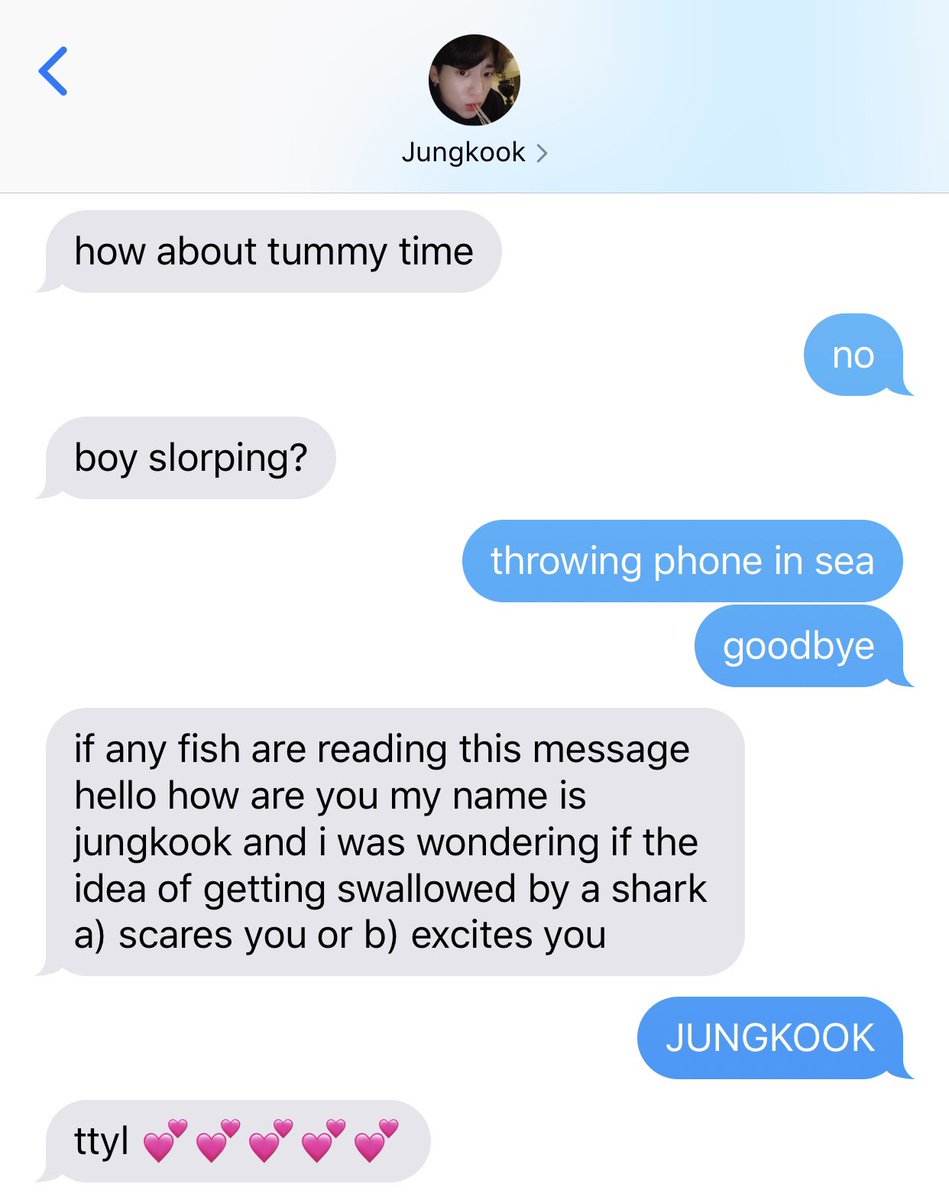 Jungkook
how about tummy time
no
boy slorping?
throwing phone in sea
goodbye
if any fish are reading this message
hello how are you my name is
jungkook and i was wondering if the
idea of getting swallowed by a shark
a) scares you or b) excites you
JUNGKOOK
ttyl 💕💕💕💕💕